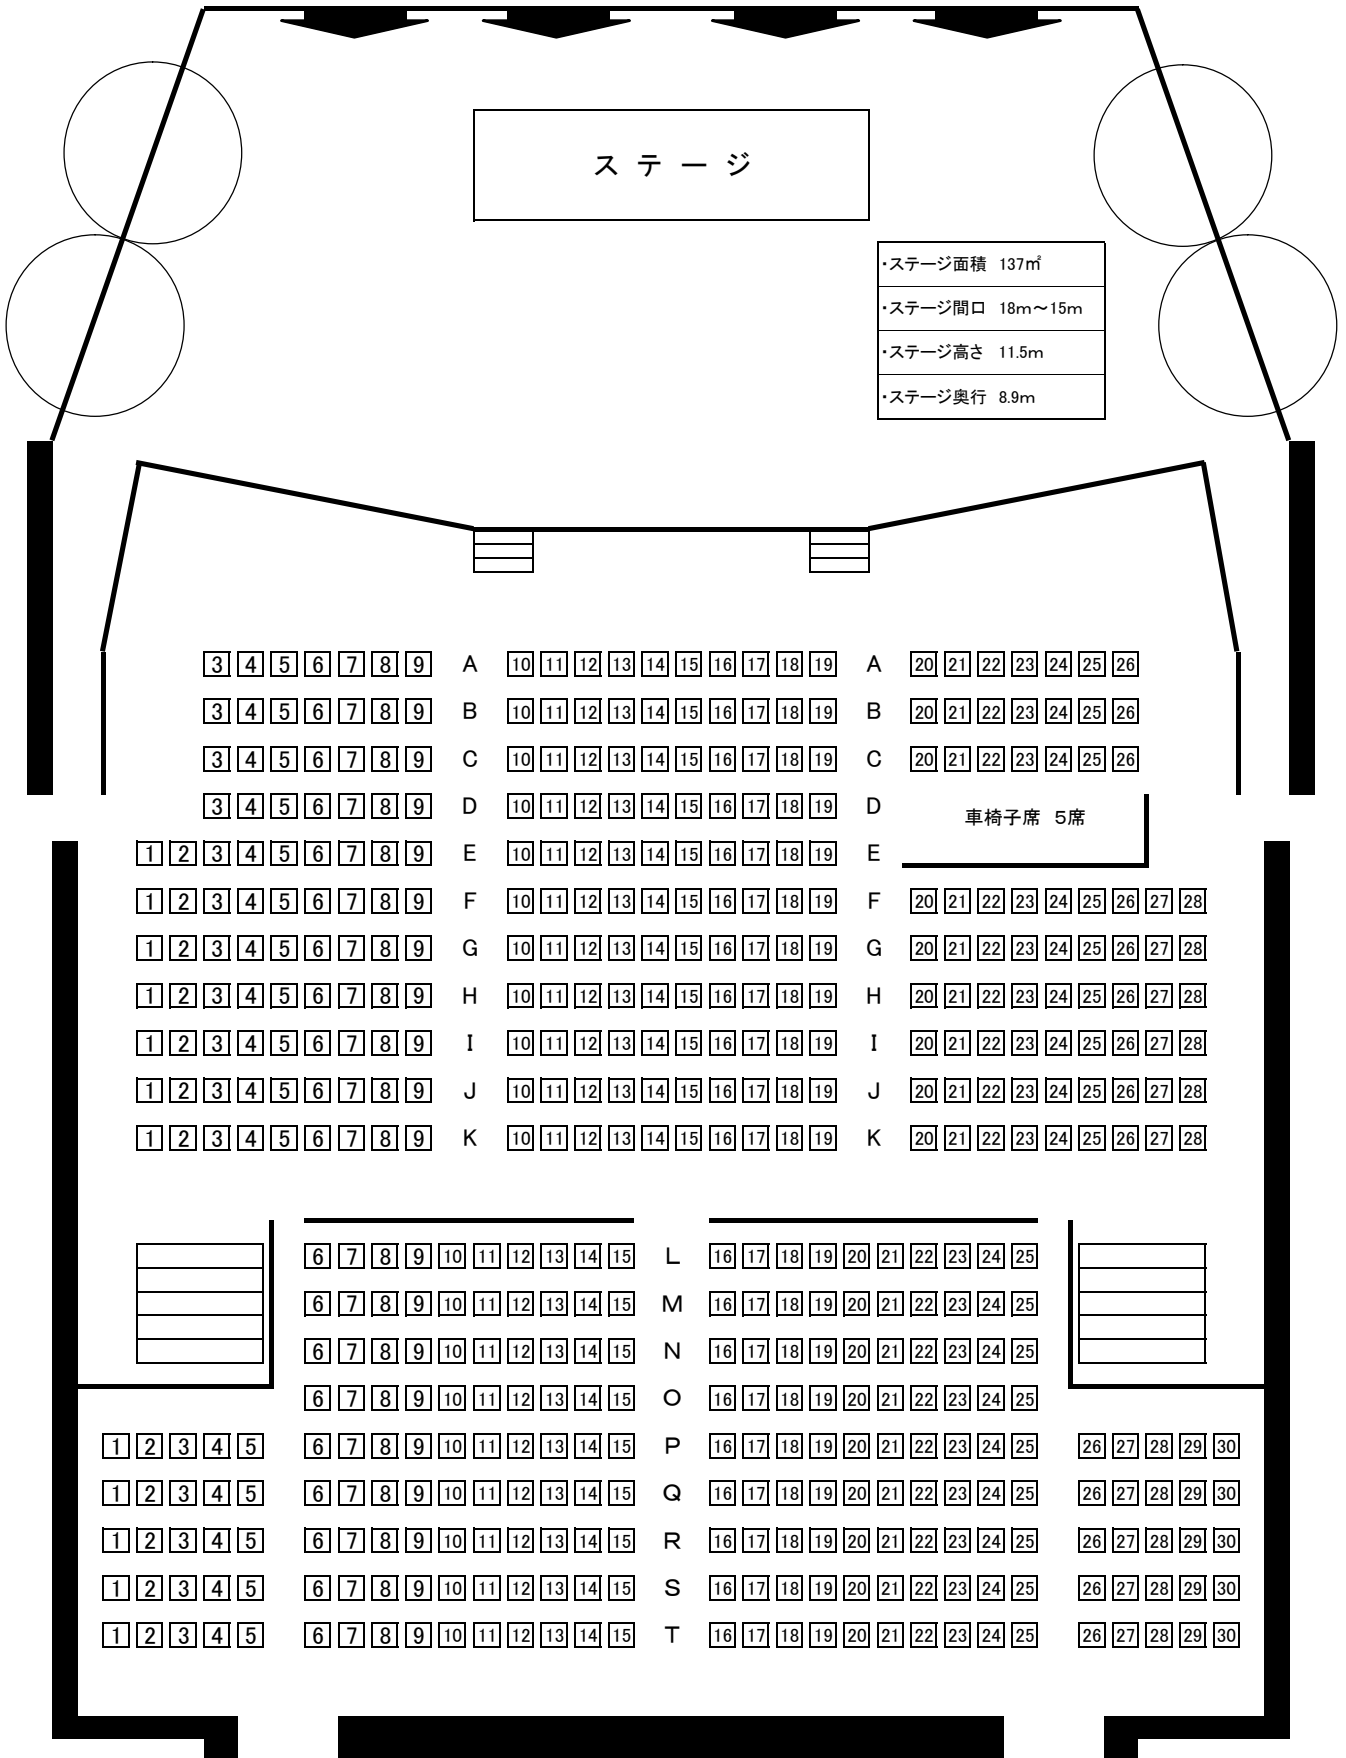 ステージ
・ステージ面積 137㎡
・ステージ間口 18m～15m
・ステージ高さ 11.5m
・ステージ奥行 8.9m
3 4 5 6 7 8 9 A 10 11 12 13 14 15 16 17 18 19 A 20 21 22 23 24 25 26
3 4 5 6 7 8 9 B 10 11 12 13 14 15 16 17 18 19 B 20 21 22 23 24 25 26
3 4 5 6 7 8 9 C 10 11 12 13 14 15 16 17 18 19 C 20 21 22 23 24 25 26
3 4 5 6 7 8 9 D 10 11 12 13 14 15 16 17 18 19 D
車椅子席 5席
1 2 3 4 5 6 7 8 9 E 10 11 12 13 14 15 16 17 18 19 E
1 2 3 4 5 6 7 8 9 F 10 11 12 13 14 15 16 17 18 19 F 20 21 22 23 24 25 26 27 28
1 2 3 4 5 6 7 8 9 G 10 11 12 13 14 15 16 17 18 19 G 20 21 22 23 24 25 26 27 28
1 2 3 4 5 6 7 8 9 H 10 11 12 13 14 15 16 17 18 19 H 20 21 22 23 24 25 26 27 28
1 2 3 4 5 6 7 8 9 I 10 11 12 13 14 15 16 17 18 19 I 20 21 22 23 24 25 26 27 28
1 2 3 4 5 6 7 8 9 J 10 11 12 13 14 15 16 17 18 19 J 20 21 22 23 24 25 26 27 28
1 2 3 4 5 6 7 8 9 K 10 11 12 13 14 15 16 17 18 19 K 20 21 22 23 24 25 26 27 28
6 7 8 9 10 11 12 13 14 15 L 16 17 18 19 20 21 22 23 24 25
6 7 8 9 10 11 12 13 14 15 M 16 17 18 19 20 21 22 23 24 25
6 7 8 9 10 11 12 13 14 15 N 16 17 18 19 20 21 22 23 24 25
6 7 8 9 10 11 12 13 14 15 O 16 17 18 19 20 21 22 23 24 25
1 2 3 4 5 6 7 8 9 10 11 12 13 14 15 P 16 17 18 19 20 21 22 23 24 25 26 27 28 29 30
1 2 3 4 5 6 7 8 9 10 11 12 13 14 15 Q 16 17 18 19 20 21 22 23 24 25 26 27 28 29 30
1 2 3 4 5 6 7 8 9 10 11 12 13 14 15 R 16 17 18 19 20 21 22 23 24 25 26 27 28 29 30
1 2 3 4 5 6 7 8 9 10 11 12 13 14 15 S 16 17 18 19 20 21 22 23 24 25 26 27 28 29 30
1 2 3 4 5 6 7 8 9 10 11 12 13 14 15 T 16 17 18 19 20 21 22 23 24 25 26 27 28 29 30